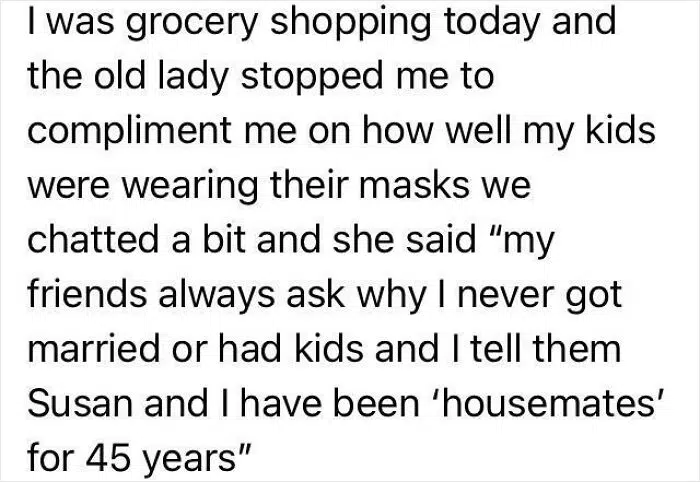 I was grocery shopping today and
the old lady stopped me to
compliment me on how well my kids
were wearing their masks we
chatted a bit and she said “my
friends always ask why I never got
married or had kids and I tell them
Susan and I have been ‘housemates’
for 45 years”